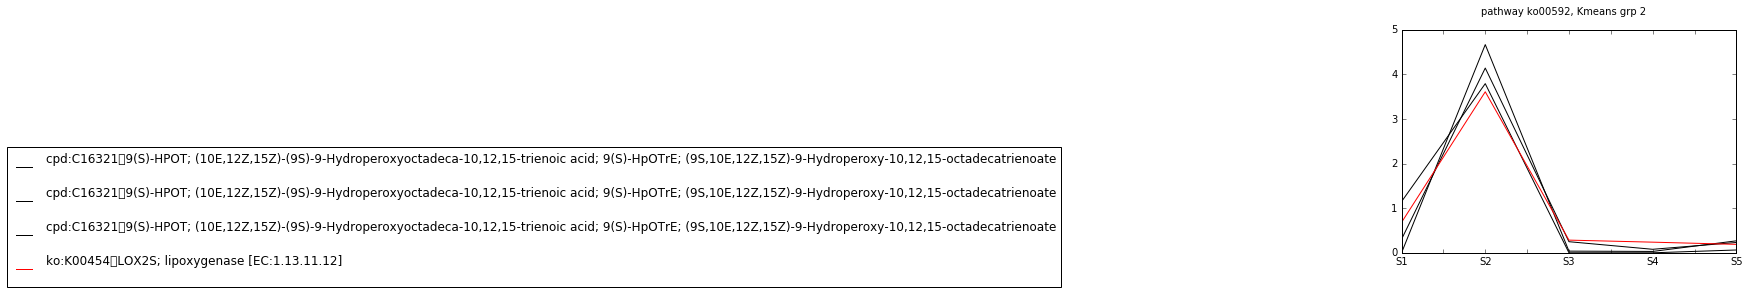 pathway ko00592, Kmeans grp 2
5
4
3
2
1
0
S1 S2 S3 S4 S5
cpd:C16321▯9(S)-HPOT; (10E,12Z,15Z)-(9S)-9-Hydroperoxyoctadeca-10,12,15-trienoic acid; 9(S)-HpOTrE; (9S,10E,12Z,15Z)-9-Hydroperoxy-10,12,15-octadecatrienoate
cpd:C16321▯9(S)-HPOT; (10E,12Z,15Z)-(9S)-9-Hydroperoxyoctadeca-10,12,15-trienoic acid; 9(S)-HpOTrE; (9S,10E,12Z,15Z)-9-Hydroperoxy-10,12,15-octadecatrienoate
cpd:C16321▯9(S)-HPOT; (10E,12Z,15Z)-(9S)-9-Hydroperoxyoctadeca-10,12,15-trienoic acid; 9(S)-HpOTrE; (9S,10E,12Z,15Z)-9-Hydroperoxy-10,12,15-octadecatrienoate
ko:K00454▯LOX2S; lipoxygenase [EC:1.13.11.12]